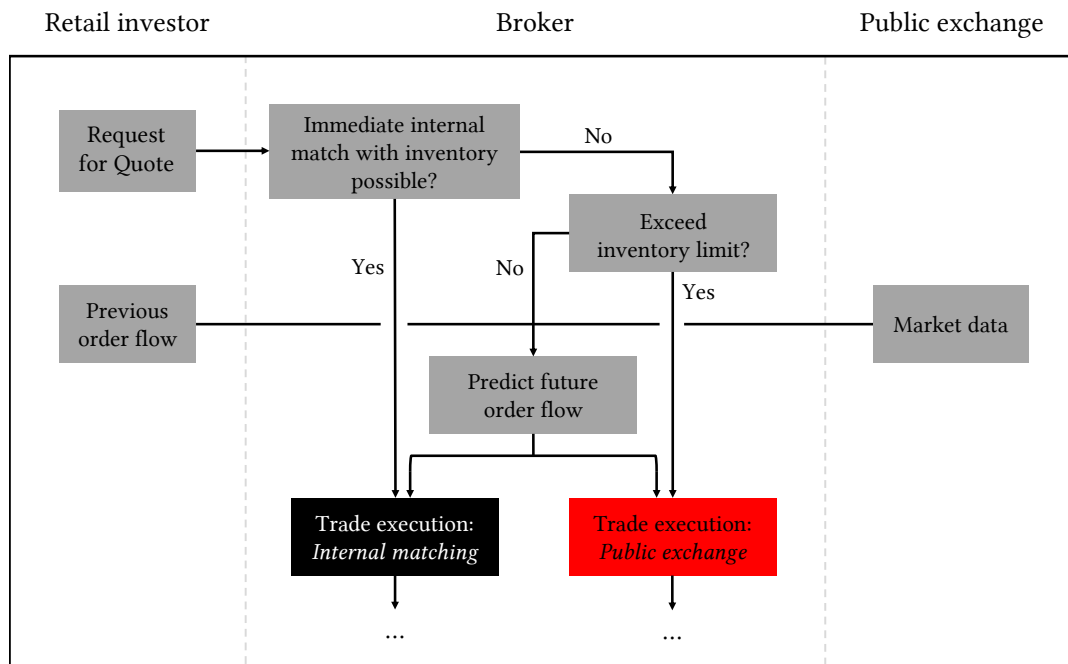 Retail investor
Broker
Public exchange
Request
for Quote
Immediate internal
match with inventory
possible?
No
Exceed
inventory limit?
Yes
No
Yes
Previous
order flow
Market data
Predict future
order flow
Trade execution:
Internal matching
Trade execution:
Public exchange
...
...